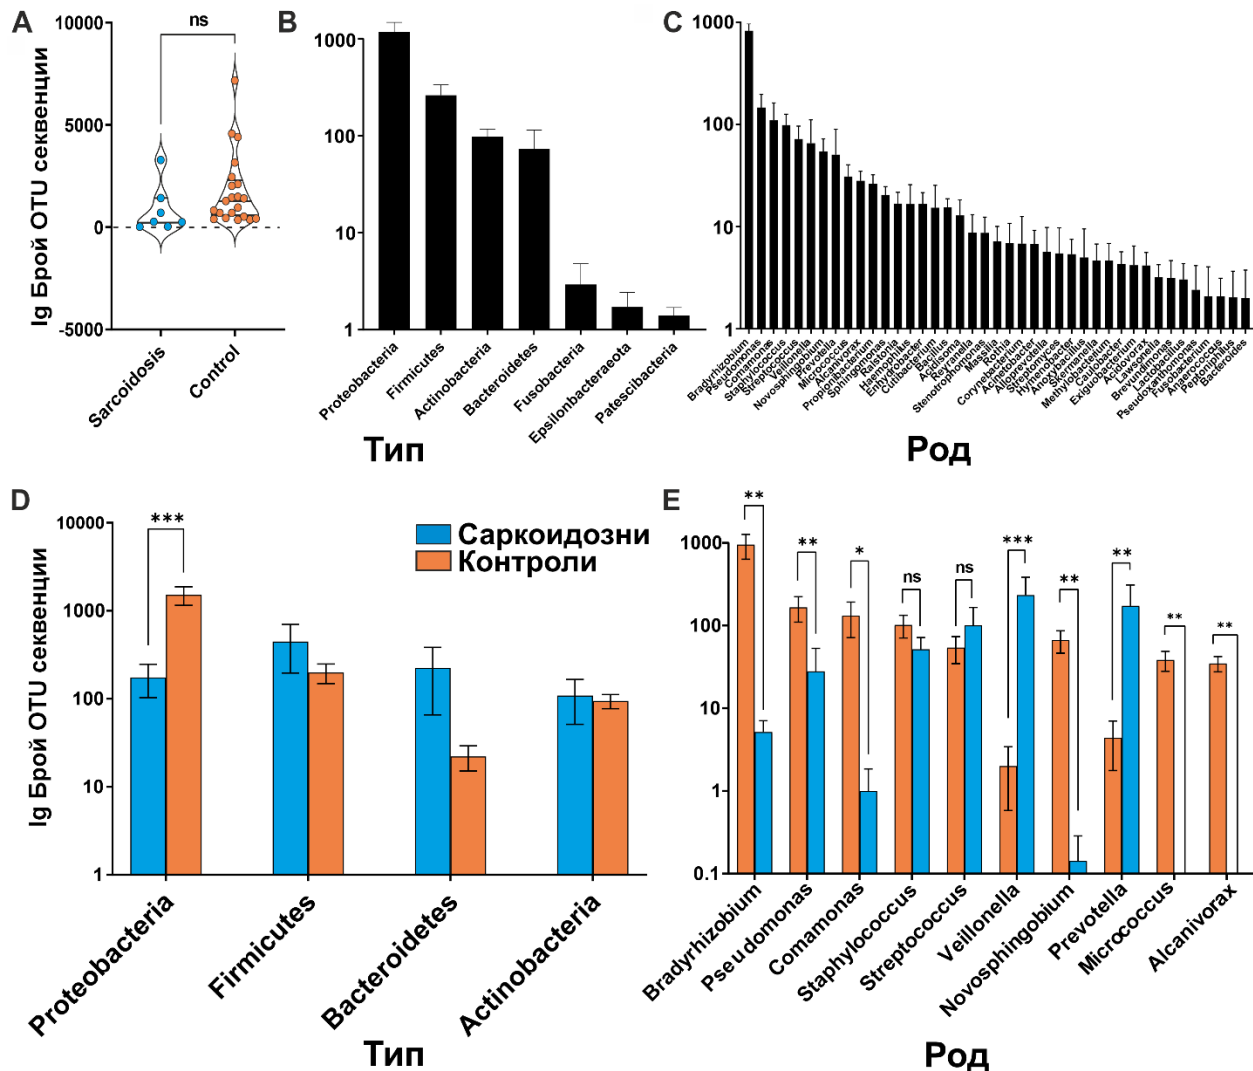 A
ns
10000
5000
0
-5000
lg Брой OTU секвенции
Sarcoidosis
Control
B
1000
100
10
1
Proteobacteria
Firmicutes
Actinobacteria
Bacteroidetes
Fusobacteria
Epsilonbacteraeota
Patescibacteria
Тип
C
1000
100
10
1
Bradyrhizobium
Pseudomonas
Comamonas
Staphylococcus
Streptococcus
Veillonella
Novosphingobium
Prevotella
Micrococcus
Alcanivorax
Propionibacterium
Sphingomonas
Ralstonia
Haemophilus
Enhydrobacter
Cutibacterium
Bacillus
Acidisoma
Reyranella
Stenotrophomonas
Massilia
Rothia
Corynebacterium
Acinetobacter
Alloprevotella
Streptomyces
Hymenobacter
Anoxybacillus
Skermanella
Methylobacterium
Caulobacter
Exiguobacterium
Acidovorax
Lawsonella
Brevundimonas
Lactobacillus
Pseudoxanthomonas
Fusobacterium
Anaerococcus
Peptoniphilus
Bacteroides
Род
D
10000
1000
100
10
1
lg Брой OTU секвенции
***
Саркоидозни
Контроли
Proteobacteria
Firmicutes
Bacteroidetes
Actinobacteria
Тип
E
1000
100
10
1
0.1
**
**
*
ns
ns
***
**
**
**
**
Bradyrhizobium
Pseudomonas
Comamonas
Staphylococcus
Streptococcus
Veillonella
Novosphingobium
Prevotella
Micrococcus
Alcanivorax
Род